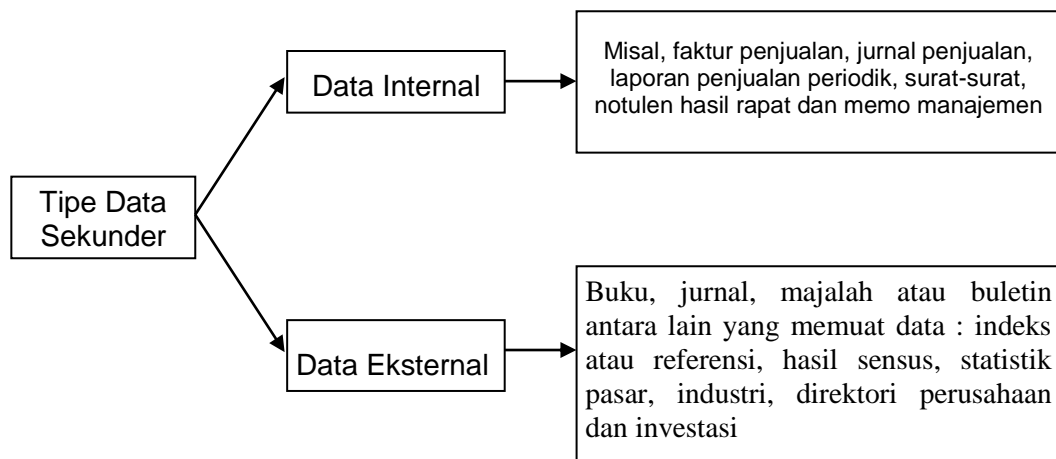 Misal, faktur penjualan, jurnal penjualan,
laporan penjualan periodik, surat-surat,
notulen hasil rapat dan memo manajemen
Data Internal
Tipe Data
Sekunder
Buku, jurnal, majalah atau buletin
antara lain yang memuat data : indeks
atau referensi, hasil sensus, statistik
pasar, industri, direktori perusahaan
dan investasi
Data Eksternal